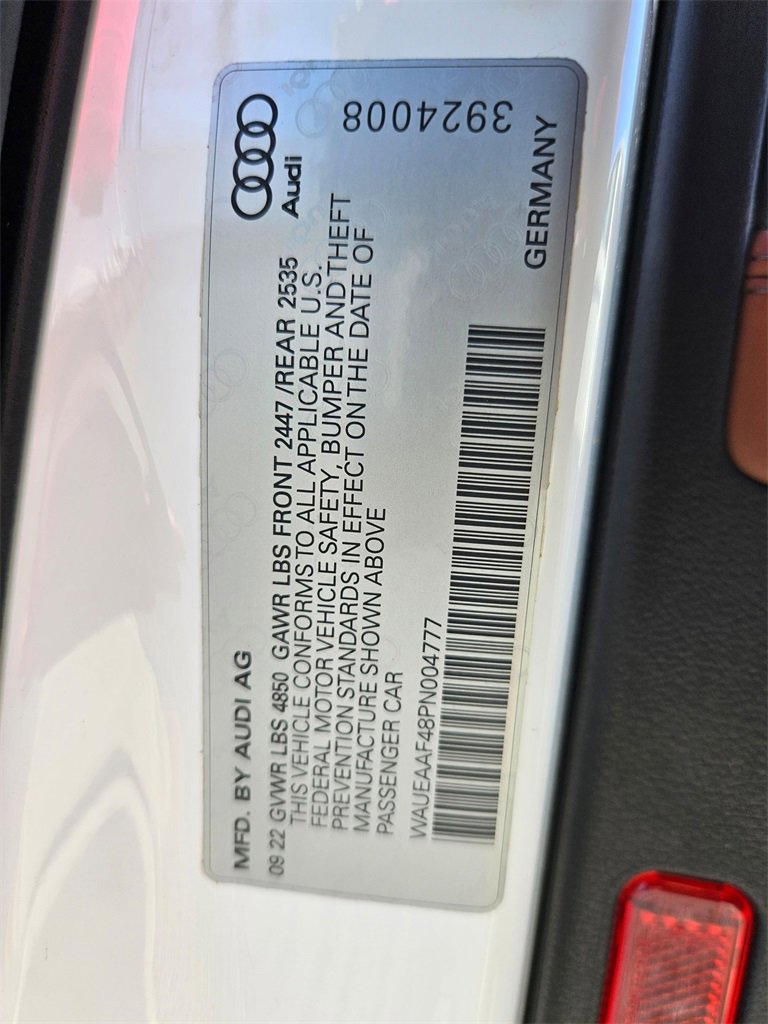 MFD. BY AUDI AG
Audi
09 22 GVWR LBS 4850 GAWR LBS FRONT 2447 /REAR 2535
THIS VEHICLE CONFORMS TO ALL APPLICABLE U.S.
FEDERAL MOTOR VEHICLE SAFETY, BUMPER AND THEFT
PREVENTION STANDARDS IN EFFECT ON THE DATE OF
MANUFACTURE SHOWN ABOVE
PASSENGER CAR
WAUEAAF48PN004777
3924008
GERMANY